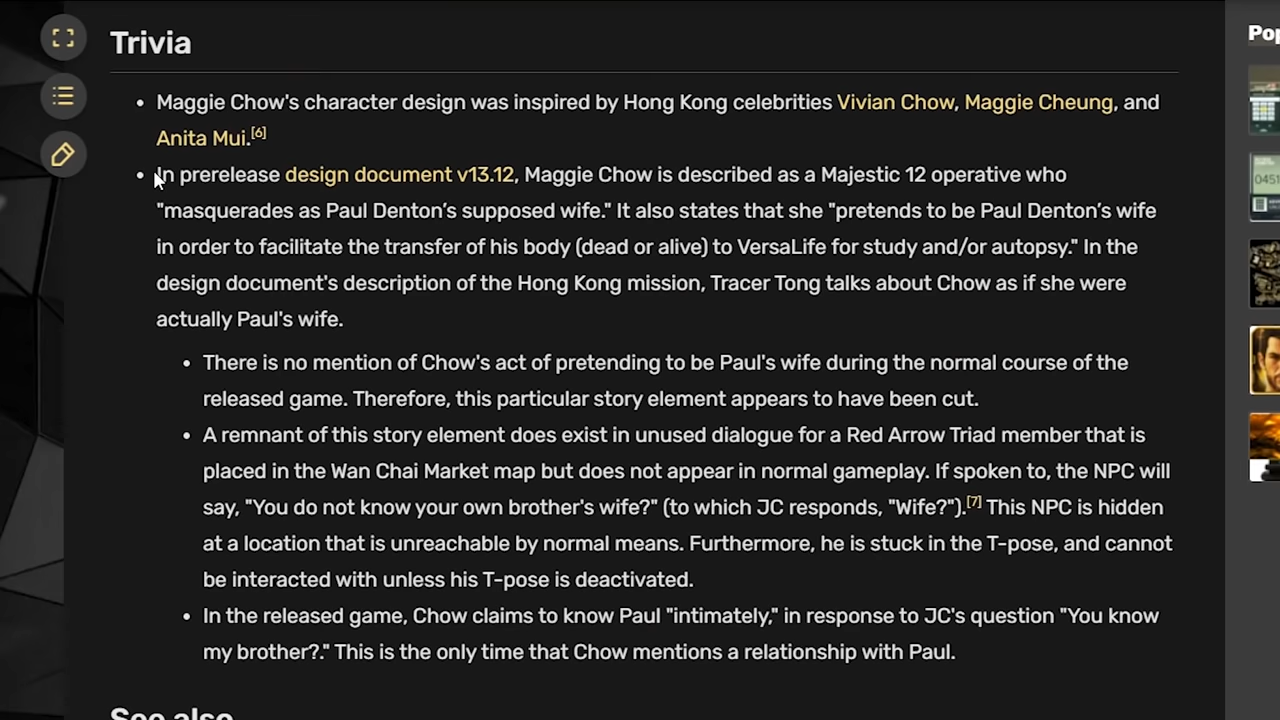 Trivia
Pop
Maggie Chow's character design was inspired by Hong Kong celebrities Vivian Chow, Maggie Cheung, and
Anita Mui.[6]
In prerelease design document v13.12, Maggie Chow is described as a Majestic 12 operative who
"masquerades as Paul Denton’s supposed wife." It also states that she "pretends to be Paul Denton’s wife
in order to facilitate the transfer of his body (dead or alive) to VersaLife for study and/or autopsy." In the
design document's description of the Hong Kong mission, Tracer Tong talks about Chow as if she were
actually Paul's wife.
There is no mention of Chow's act of pretending to be Paul's wife during the normal course of the
released game. Therefore, this particular story element appears to have been cut.
A remnant of this story element does exist in unused dialogue for a Red Arrow Triad member that is
placed in the Wan Chai Market map but does not appear in normal gameplay. If spoken to, the NPC will
say, "You do not know your own brother's wife?" (to which JC responds, "Wife?").[7] This NPC is hidden
at a location that is unreachable by normal means. Furthermore, he is stuck in the T-pose, and cannot
be interacted with unless his T-pose is deactivated.
In the released game, Chow claims to know Paul "intimately," in response to JC's question "You know
my brother?." This is the only time that Chow mentions a relationship with Paul.
See also
0451